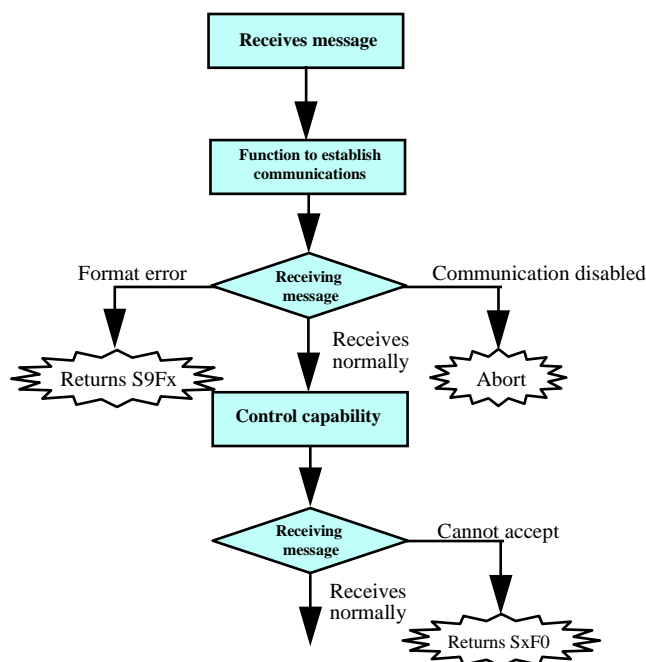 Receives message
Function to establish
communications
Format error
Receiving
message
Communication disabled
Receives
normally
Returns S9Fx
Abort
Control capability
Receiving
message
Cannot accept
Receives
normally
Returns SxF0